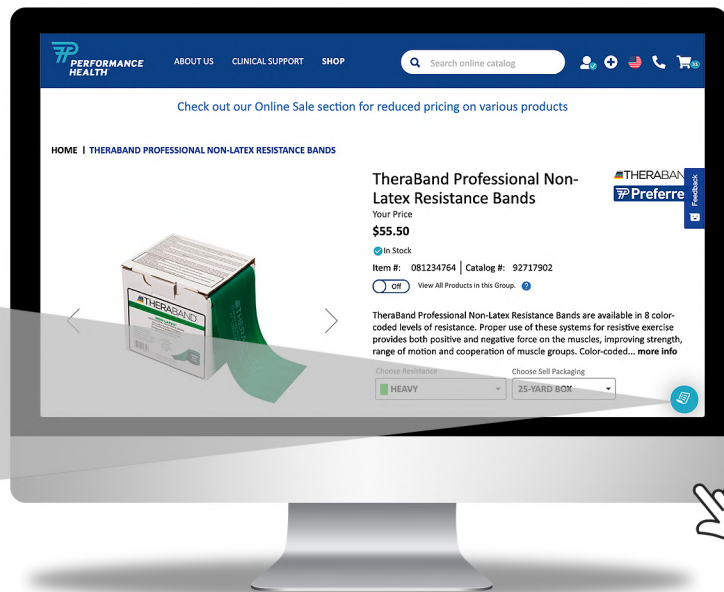 PERFORMANCE
HEALTH
ABOUT US
CLINICAL SUPPORT
SHOP
Search online catalog
Check out our Online Sale section for reduced pricing on various products
HOME | THERABAND PROFESSIONAL NON-LATEX RESISTANCE BANDS
TheraBand Professional Non-
Latex Resistance Bands
THERABAN
Preferre
Feedback
Your Price
$55.50
In Stock
Item #: 081234764 | Catalog #: 92717902
Off View All Products in this Group. ?
TheraBand Professional Non-Latex Resistance Bands are available in 8 color-
coded levels of resistance. Proper use of these systems for resistive exercise
provides both positive and negative force on the muscles, improving strength,
range of motion and cooperation of muscle groups. Color-coded... more info
Choose Resistance
Choose Sell Packaging
HEAVY
25-YARD BOX
THERABAND
THERABAND